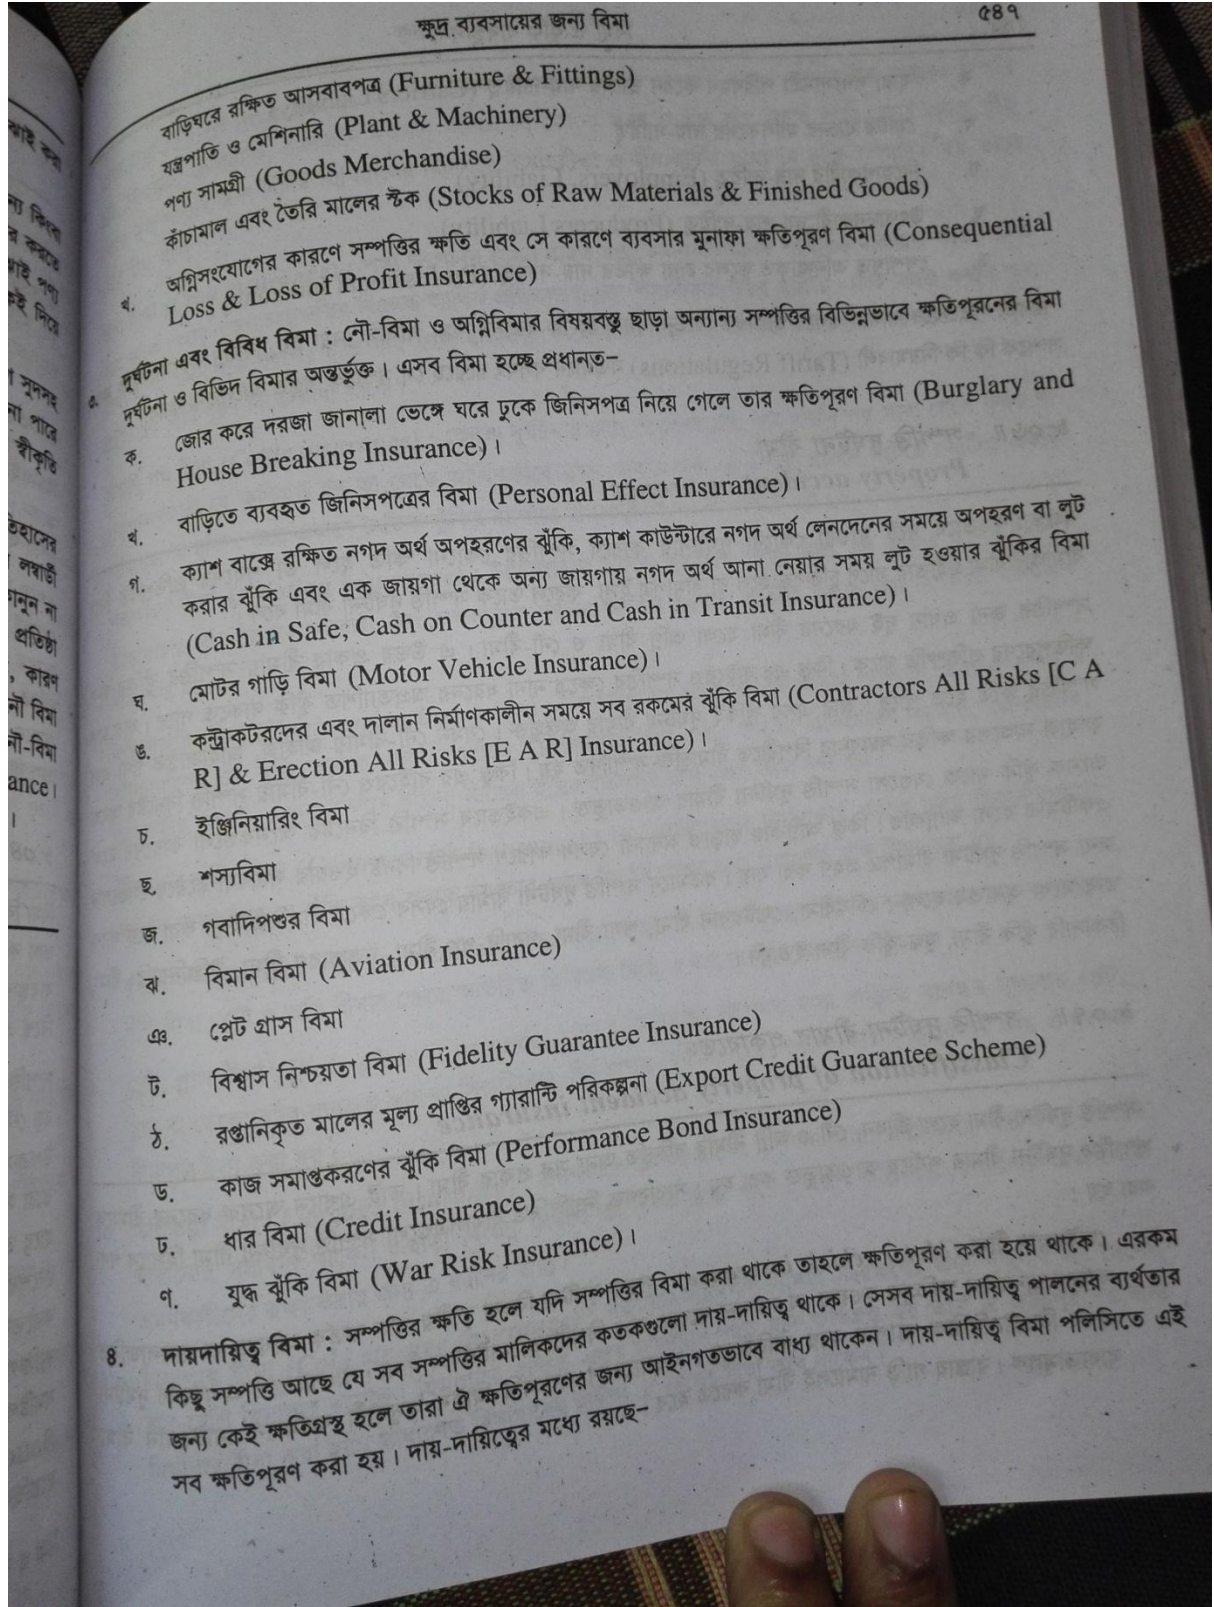 ক্ষুদ্র ব্যবসায়ের জন্য বিমা ৫৪৭
বাড়িঘরে রক্ষিত আসবাবপত্র (Furniture & Fittings)
যন্ত্রপাতি ও মেশিনারি (Plant & Machinery)
পণ্য সামগ্রী (Goods Merchandise)
কাঁচামাল এবং তৈরি মালের স্টক (Stocks of Raw Materials & Finished Goods)
খ. অগ্নিসংযোগের কারণে সম্পত্তির ক্ষতি এবং সে কারণে ব্যবসার মুনাফা ক্ষতিপূরণ বিমা (Consequential
Loss & Loss of Profit Insurance)
৩. দুর্ঘটনা এবং বিবিধ বিমা : নৌ-বিমা ও অগ্নিবিমার বিষয়বস্তু ছাড়া অন্যান্য সম্পত্তির বিভিন্নভাবে ক্ষতিপূরনের বিমা
দুর্ঘটনা ও বিভিদ বিমার অন্তর্ভুক্ত। এসব বিমা হচ্ছে প্রধানত–
ক. জোর করে দরজা জানালা ভেঙ্গে ঘরে ঢুকে জিনিসপত্র নিয়ে গেলে তার ক্ষতিপূরণ বিমা (Burglary and
House Breaking Insurance)।
খ. বাড়িতে ব্যবহৃত জিনিসপত্রের বিমা (Personal Effect Insurance)।
গ. ক্যাশ বাক্সে রক্ষিত নগদ অর্থ অপহরণের ঝুঁকি, ক্যাশ কাউন্টারে নগদ অর্থ লেনদেনের সময়ে অপহরণ বা লুট
করার ঝুঁকি এবং এক জায়গা থেকে অন্য জায়গায় নগদ অর্থ আনা নেয়ার সময় লুট হওয়ার ঝুঁকির বিমা
(Cash in Safe, Cash on Counter and Cash in Transit Insurance)।
ঘ. মোটর গাড়ি বিমা (Motor Vehicle Insurance)।
ঙ. কন্ট্রাকটরদের এবং দালান নির্মাণকালীন সময়ে সব রকমের ঝুঁকি বিমা (Contractors All Risks [C A
R] & Erection All Risks [E A R] Insurance)।
চ. ইঞ্জিনিয়ারিং বিমা
ছ. শস্যবিমা
জ. গবাদিপশুর বিমা
ঝ. বিমান বিমা (Aviation Insurance)
ঞ. প্লেট গ্লাস বিমা
ট. বিশ্বাস নিশ্চয়তা বিমা (Fidelity Guarantee Insurance)
ঠ. রপ্তানিকৃত মালের মূল্য প্রাপ্তির গ্যারান্টি পরিকল্পনা (Export Credit Guarantee Scheme)
ড. কাজ সমাপ্তকরণের ঝুঁকি বিমা (Performance Bond Insurance)
ঢ. ধার বিমা (Credit Insurance)
ণ. যুদ্ধ ঝুঁকি বিমা (War Risk Insurance)।
৪. দায়দায়িত্ব বিমা : সম্পত্তির ক্ষতি হলে যদি সম্পত্তির বিমা করা থাকে তাহলে ক্ষতিপূরণ করা হয়ে থাকে। এরকম
কিছু সম্পত্তি আছে যে সব সম্পত্তির মালিকদের কতকগুলো দায়-দায়িত্ব থাকে। সেসব দায়-দায়িত্ব পালনের ব্যর্থতার
জন্য কেই ক্ষতিগ্রস্থ হলে তারা ঐ ক্ষতিপূরণের জন্য আইনগতভাবে বাধ্য থাকেন। দায়-দায়িত্ব বিমা পলিসিতে এই
সব ক্ষতিপূরণ করা হয়। দায়-দায়িত্বের মধ্যে রয়ছে–